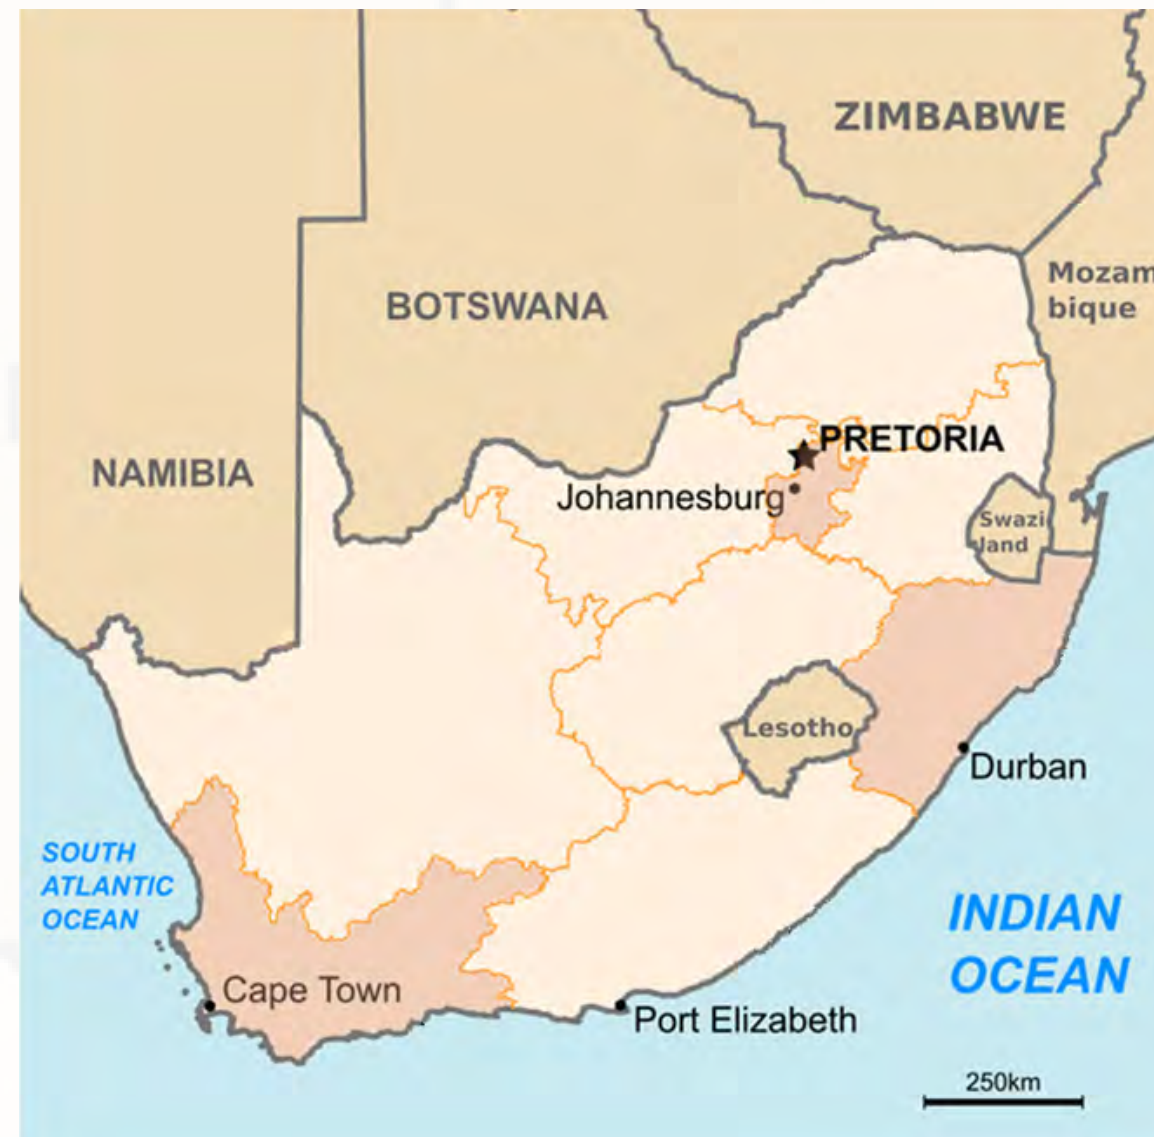 ZIMBABWE
Mozam
bique
BOTSWANA
PRETORIA
NAMIBIA
Johannesburg
Swazi
land
Lesotho
Durban
SOUTH
ATLANTIC
OCEAN
INDIAN
OCEAN
Cape Town
Port Elizabeth
250km